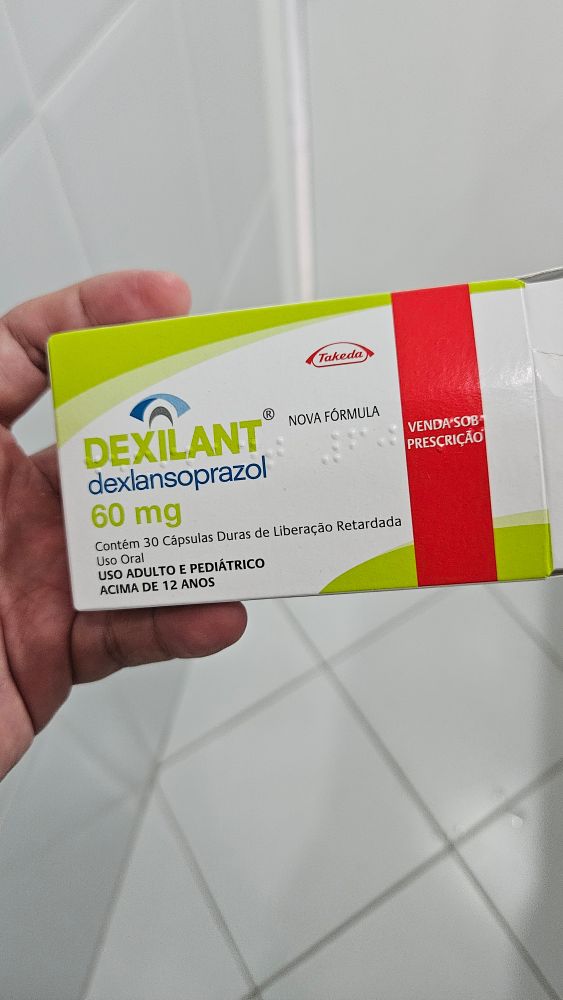 Takeda
DEXILANT®
NOVA FÓRMULA
dexlansoprazol
60 mg
Contém 30 Cápsulas Duras de Liberação Retardada
Uso Oral
USO ADULTO E PEDIÁTRICO
ACIMA DE 12 ANOS
VENDA SOB
PRESCRIÇÃO